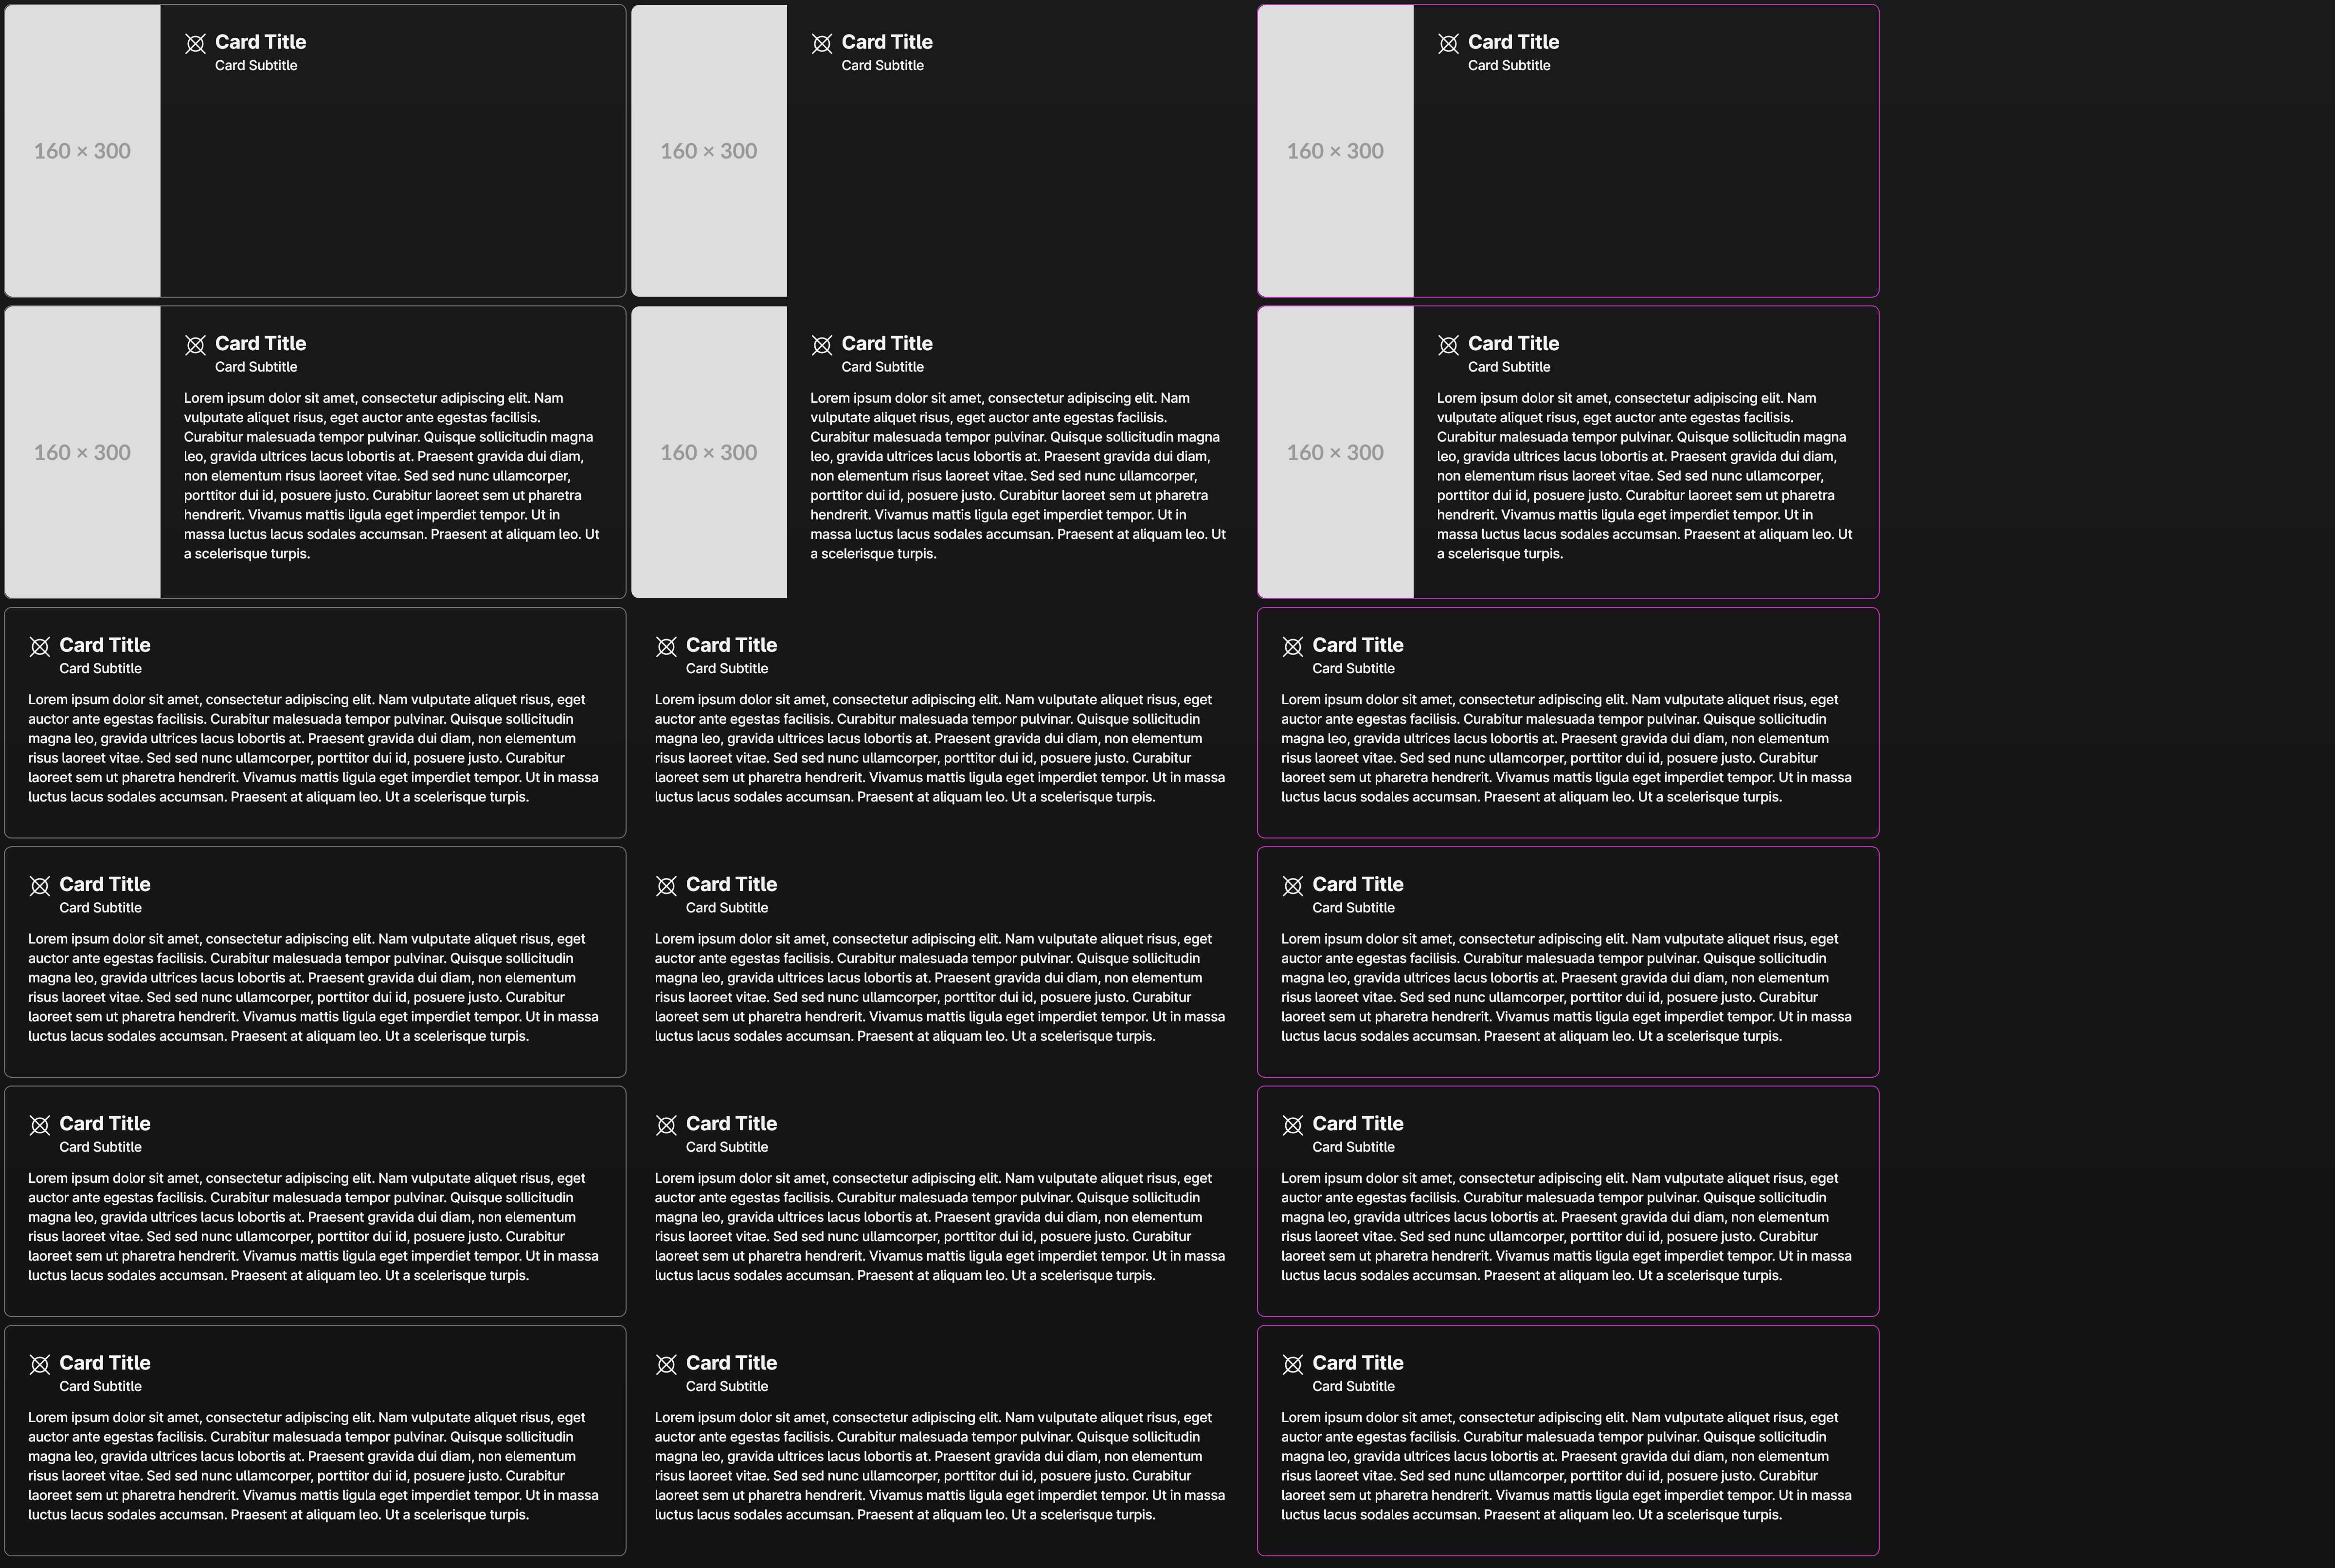 160 × 300
Card Title
Card Subtitle
160 × 300
Card Title
Card Subtitle
160 × 300
Card Title
Card Subtitle
160 × 300
Card Title
Card Subtitle
Lorem ipsum dolor sit amet, consectetur adipiscing elit. Nam
vulputate aliquet risus, eget auctor ante egestas facilisis.
Curabitur malesuada tempor pulvinar. Quisque sollicitudin magna
leo, gravida ultrices lacus lobortis at. Praesent gravida dui diam,
non elementum risus laoreet vitae. Sed sed nunc ullamcorper,
porttitor dui id, posuere justo. Curabitur laoreet sem ut pharetra
hendrerit. Vivamus mattis ligula eget imperdiet tempor. Ut in
massa luctus lacus sodales accumsan. Praesent at aliquam leo. Ut
a scelerisque turpis.
160 × 300
Card Title
Card Subtitle
Lorem ipsum dolor sit amet, consectetur adipiscing elit. Nam
vulputate aliquet risus, eget auctor ante egestas facilisis.
Curabitur malesuada tempor pulvinar. Quisque sollicitudin magna
leo, gravida ultrices lacus lobortis at. Praesent gravida dui diam,
non elementum risus laoreet vitae. Sed sed nunc ullamcorper,
porttitor dui id, posuere justo. Curabitur laoreet sem ut pharetra
hendrerit. Vivamus mattis ligula eget imperdiet tempor. Ut in
massa luctus lacus sodales accumsan. Praesent at aliquam leo. Ut
a scelerisque turpis.
160 × 300
Card Title
Card Subtitle
Lorem ipsum dolor sit amet, consectetur adipiscing elit. Nam
vulputate aliquet risus, eget auctor ante egestas facilisis.
Curabitur malesuada tempor pulvinar. Quisque sollicitudin magna
leo, gravida ultrices lacus lobortis at. Praesent gravida dui diam,
non elementum risus laoreet vitae. Sed sed nunc ullamcorper,
porttitor dui id, posuere justo. Curabitur laoreet sem ut pharetra
hendrerit. Vivamus mattis ligula eget imperdiet tempor. Ut in
massa luctus lacus sodales accumsan. Praesent at aliquam leo. Ut
a scelerisque turpis.
Card Title
Card Subtitle
Lorem ipsum dolor sit amet, consectetur adipiscing elit. Nam vulputate aliquet risus, eget
auctor ante egestas facilisis. Curabitur malesuada tempor pulvinar. Quisque sollicitudin
magna leo, gravida ultrices lacus lobortis at. Praesent gravida dui diam, non elementum
risus laoreet vitae. Sed sed nunc ullamcorper, porttitor dui id, posuere justo. Curabitur
laoreet sem ut pharetra hendrerit. Vivamus mattis ligula eget imperdiet tempor. Ut in massa
luctus lacus sodales accumsan. Praesent at aliquam leo. Ut a scelerisque turpis.
Card Title
Card Subtitle
Lorem ipsum dolor sit amet, consectetur adipiscing elit. Nam vulputate aliquet risus, eget
auctor ante egestas facilisis. Curabitur malesuada tempor pulvinar. Quisque sollicitudin
magna leo, gravida ultrices lacus lobortis at. Praesent gravida dui diam, non elementum
risus laoreet vitae. Sed sed nunc ullamcorper, porttitor dui id, posuere justo. Curabitur
laoreet sem ut pharetra hendrerit. Vivamus mattis ligula eget imperdiet tempor. Ut in massa
luctus lacus sodales accumsan. Praesent at aliquam leo. Ut a scelerisque turpis.
Card Title
Card Subtitle
Lorem ipsum dolor sit amet, consectetur adipiscing elit. Nam vulputate aliquet risus, eget
auctor ante egestas facilisis. Curabitur malesuada tempor pulvinar. Quisque sollicitudin
magna leo, gravida ultrices lacus lobortis at. Praesent gravida dui diam, non elementum
risus laoreet vitae. Sed sed nunc ullamcorper, porttitor dui id, posuere justo. Curabitur
laoreet sem ut pharetra hendrerit. Vivamus mattis ligula eget imperdiet tempor. Ut in massa
luctus lacus sodales accumsan. Praesent at aliquam leo. Ut a scelerisque turpis.
Card Title
Card Subtitle
Lorem ipsum dolor sit amet, consectetur adipiscing elit. Nam vulputate aliquet risus, eget
auctor ante egestas facilisis. Curabitur malesuada tempor pulvinar. Quisque sollicitudin
magna leo, gravida ultrices lacus lobortis at. Praesent gravida dui diam, non elementum
risus laoreet vitae. Sed sed nunc ullamcorper, porttitor dui id, posuere justo. Curabitur
laoreet sem ut pharetra hendrerit. Vivamus mattis ligula eget imperdiet tempor. Ut in massa
luctus lacus sodales accumsan. Praesent at aliquam leo. Ut a scelerisque turpis.
Card Title
Card Subtitle
Lorem ipsum dolor sit amet, consectetur adipiscing elit. Nam vulputate aliquet risus, eget
auctor ante egestas facilisis. Curabitur malesuada tempor pulvinar. Quisque sollicitudin
magna leo, gravida ultrices lacus lobortis at. Praesent gravida dui diam, non elementum
risus laoreet vitae. Sed sed nunc ullamcorper, porttitor dui id, posuere justo. Curabitur
laoreet sem ut pharetra hendrerit. Vivamus mattis ligula eget imperdiet tempor. Ut in massa
luctus lacus sodales accumsan. Praesent at aliquam leo. Ut a scelerisque turpis.
Card Title
Card Subtitle
Lorem ipsum dolor sit amet, consectetur adipiscing elit. Nam vulputate aliquet risus, eget
auctor ante egestas facilisis. Curabitur malesuada tempor pulvinar. Quisque sollicitudin
magna leo, gravida ultrices lacus lobortis at. Praesent gravida dui diam, non elementum
risus laoreet vitae. Sed sed nunc ullamcorper, porttitor dui id, posuere justo. Curabitur
laoreet sem ut pharetra hendrerit. Vivamus mattis ligula eget imperdiet tempor. Ut in massa
luctus lacus sodales accumsan. Praesent at aliquam leo. Ut a scelerisque turpis.
Card Title
Card Subtitle
Lorem ipsum dolor sit amet, consectetur adipiscing elit. Nam vulputate aliquet risus, eget
auctor ante egestas facilisis. Curabitur malesuada tempor pulvinar. Quisque sollicitudin
magna leo, gravida ultrices lacus lobortis at. Praesent gravida dui diam, non elementum
risus laoreet vitae. Sed sed nunc ullamcorper, porttitor dui id, posuere justo. Curabitur
laoreet sem ut pharetra hendrerit. Vivamus mattis ligula eget imperdiet tempor. Ut in massa
luctus lacus sodales accumsan. Praesent at aliquam leo. Ut a scelerisque turpis.
Card Title
Card Subtitle
Lorem ipsum dolor sit amet, consectetur adipiscing elit. Nam vulputate aliquet risus, eget
auctor ante egestas facilisis. Curabitur malesuada tempor pulvinar. Quisque sollicitudin
magna leo, gravida ultrices lacus lobortis at. Praesent gravida dui diam, non elementum
risus laoreet vitae. Sed sed nunc ullamcorper, porttitor dui id, posuere justo. Curabitur
laoreet sem ut pharetra hendrerit. Vivamus mattis ligula eget imperdiet tempor. Ut in massa
luctus lacus sodales accumsan. Praesent at aliquam leo. Ut a scelerisque turpis.
Card Title
Card Subtitle
Lorem ipsum dolor sit amet, consectetur adipiscing elit. Nam vulputate aliquet risus, eget
auctor ante egestas facilisis. Curabitur malesuada tempor pulvinar. Quisque sollicitudin
magna leo, gravida ultrices lacus lobortis at. Praesent gravida dui diam, non elementum
risus laoreet vitae. Sed sed nunc ullamcorper, porttitor dui id, posuere justo. Curabitur
laoreet sem ut pharetra hendrerit. Vivamus mattis ligula eget imperdiet tempor. Ut in massa
luctus lacus sodales accumsan. Praesent at aliquam leo. Ut a scelerisque turpis.
Card Title
Card Subtitle
Lorem ipsum dolor sit amet, consectetur adipiscing elit. Nam vulputate aliquet risus, eget
auctor ante egestas facilisis. Curabitur malesuada tempor pulvinar. Quisque sollicitudin
magna leo, gravida ultrices lacus lobortis at. Praesent gravida dui diam, non elementum
risus laoreet vitae. Sed sed nunc ullamcorper, porttitor dui id, posuere justo. Curabitur
laoreet sem ut pharetra hendrerit. Vivamus mattis ligula eget imperdiet tempor. Ut in massa
luctus lacus sodales accumsan. Praesent at aliquam leo. Ut a scelerisque turpis.
Card Title
Card Subtitle
Lorem ipsum dolor sit amet, consectetur adipiscing elit. Nam vulputate aliquet risus, eget
auctor ante egestas facilisis. Curabitur malesuada tempor pulvinar. Quisque sollicitudin
magna leo, gravida ultrices lacus lobortis at. Praesent gravida dui diam, non elementum
risus laoreet vitae. Sed sed nunc ullamcorper, porttitor dui id, posuere justo. Curabitur
laoreet sem ut pharetra hendrerit. Vivamus mattis ligula eget imperdiet tempor. Ut in massa
luctus lacus sodales accumsan. Praesent at aliquam leo. Ut a scelerisque turpis.
Card Title
Card Subtitle
Lorem ipsum dolor sit amet, consectetur adipiscing elit. Nam vulputate aliquet risus, eget
auctor ante egestas facilisis. Curabitur malesuada tempor pulvinar. Quisque sollicitudin
magna leo, gravida ultrices lacus lobortis at. Praesent gravida dui diam, non elementum
risus laoreet vitae. Sed sed nunc ullamcorper, porttitor dui id, posuere justo. Curabitur
laoreet sem ut pharetra hendrerit. Vivamus mattis ligula eget imperdiet tempor. Ut in massa
luctus lacus sodales accumsan. Praesent at aliquam leo. Ut a scelerisque turpis.